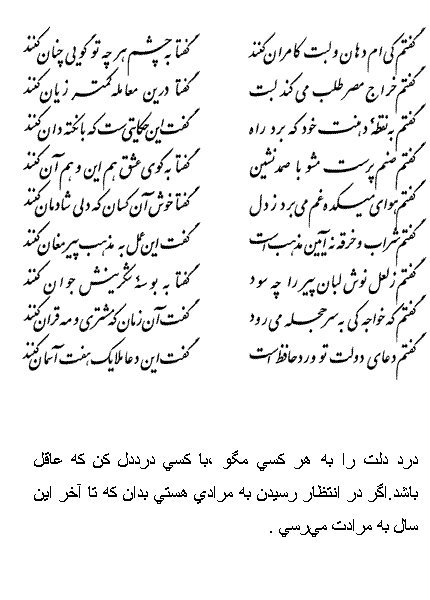 گفتم کی ام دهان و لبت کامران کنند گفتا به چشم هر چه تو گویی چنان کنند
گفتم خراج مصر طلب می کند لبت گفتا درین معامله کمتر زیان کنند
گفتم به نقطهٔ دهنت خود که برد راه گفت این حکایتی است که با نکته دان کنند
گفتم صنم پرست مشو با صمد نشین گفتا به کوی عشق هم این و هم آن کنند
گفتم هوای میکده غم می برد ز دل گفتا خوش آن کسان که دلی شادمان کنند
گفتم شراب و خرقه نه آیین مذهب است گفت این عمل به مذهب پیر مغان کنند
گفتم ز لعل نوش لبان پیر را چه سود گفتا به بوسهٔ شکرینش جوان کنند
گفتم که خواجه کی به سر حجله می رود گفت آن زمان که مشتری و مه قران کنند
گفتم دعای دولت تو ورد حافظ است گفت این دعا ملایک هفت آسمان کنند
درد دلت را به هر كسي مگو ،با كسي درددل كن كه عاقل
باشد.اگر در انتظار رسيدن به مرادي هستي بدان كه تا آخر اين
سال به مرادت مي‌رسي .